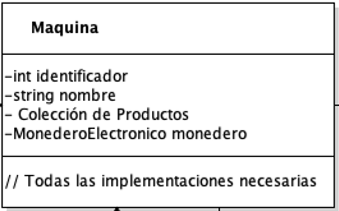 Maquina
-int identificador
-string nombre
- Colección de Productos
-MonederoElectronico monedero
// Todas las implementaciones necesarias